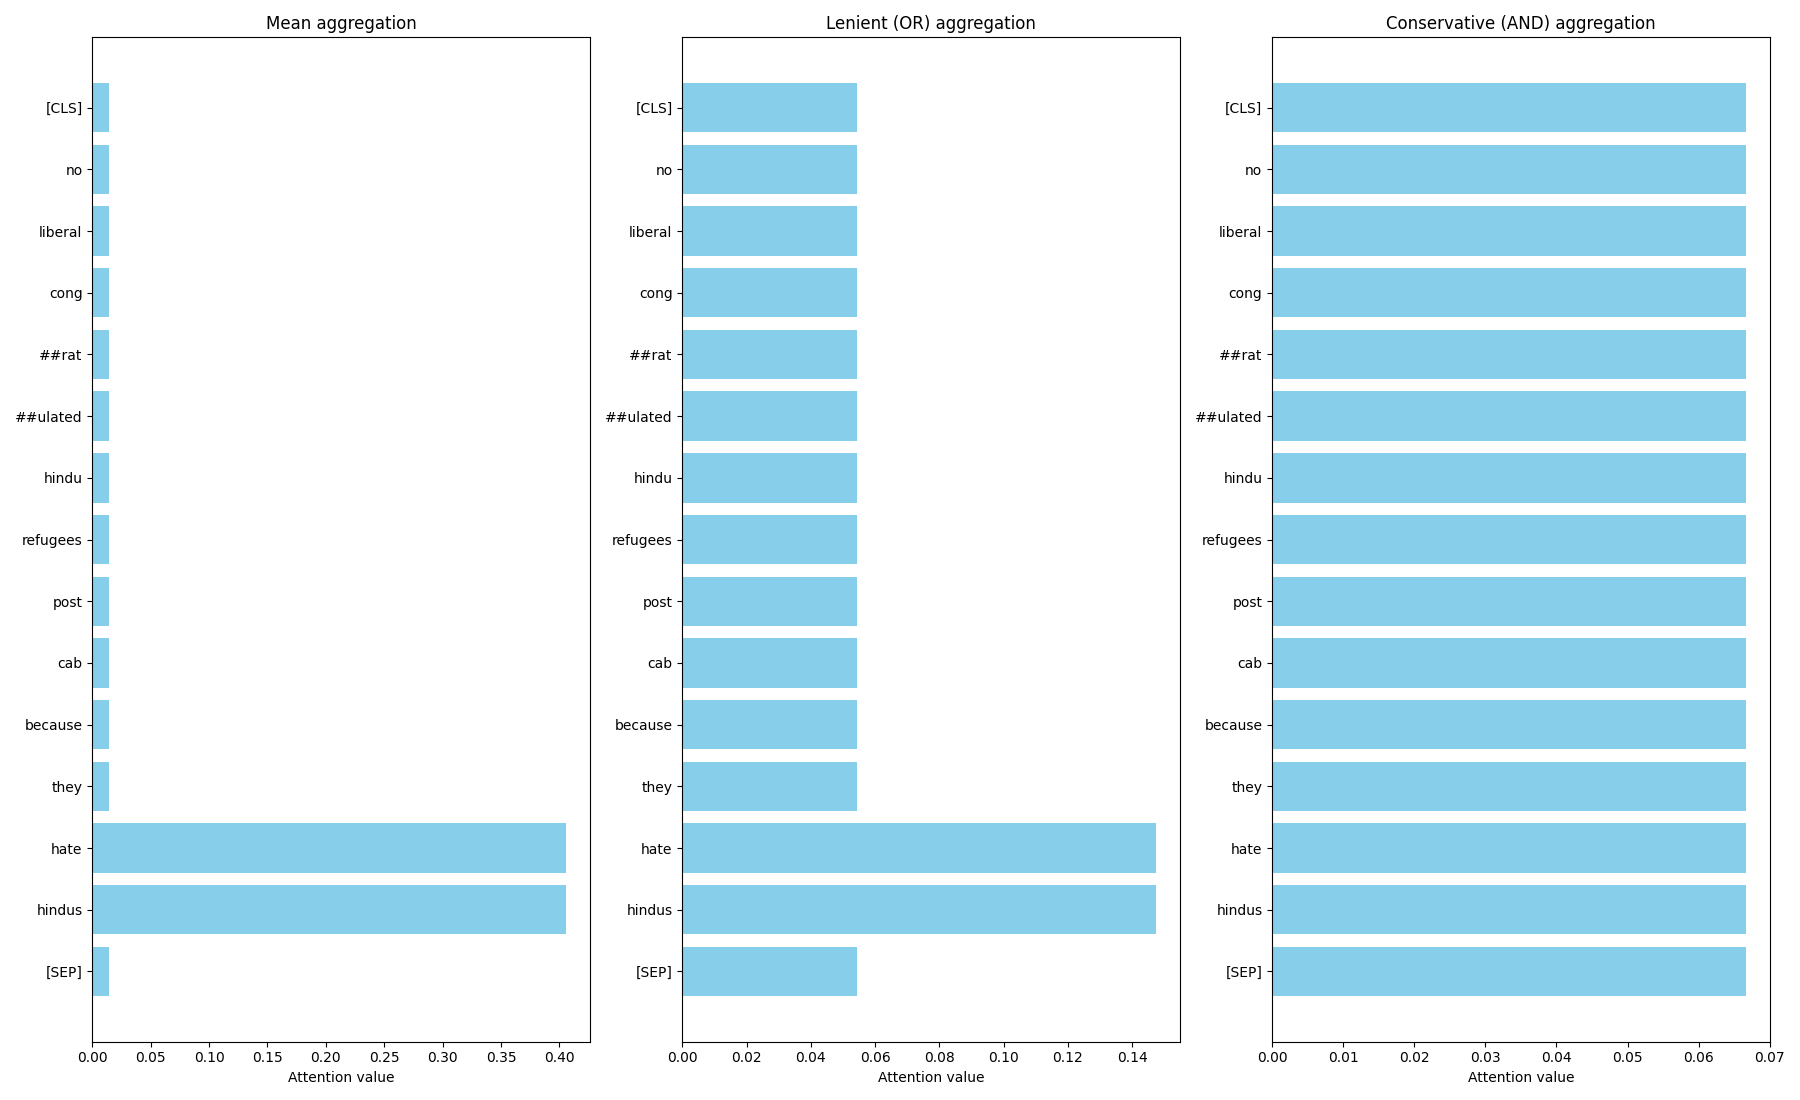 Mean aggregation
[CLS]
no
liberal
cong
##rat
##ulated
hindu
refugees
post
cab
because
they
hate
hindus
[SEP]
0.00 0.05 0.10 0.15 0.20 0.25 0.30 0.35 0.40
Attention value
Lenient (OR) aggregation
[CLS]
no
liberal
cong
##rat
##ulated
hindu
refugees
post
cab
because
they
hate
hindus
[SEP]
0.00 0.02 0.04 0.06 0.08 0.10 0.12 0.14
Attention value
Conservative (AND) aggregation
[CLS]
no
liberal
cong
##rat
##ulated
hindu
refugees
post
cab
because
they
hate
hindus
[SEP]
0.00 0.01 0.02 0.03 0.04 0.05 0.06 0.07
Attention value